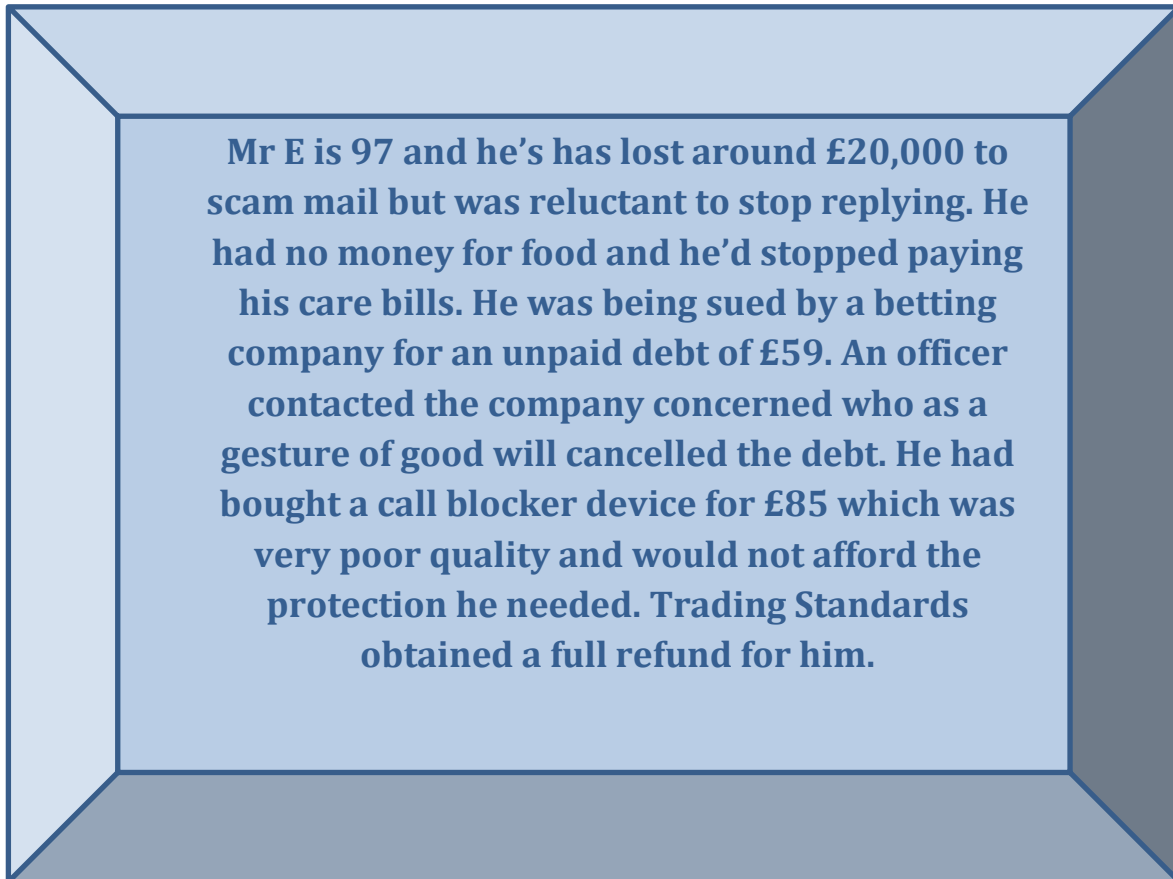 Mr E is 97 and he’s has lost around £20,000 to
scam mail but was reluctant to stop replying. He
had no money for food and he’d stopped paying
his care bills. He was being sued by a betting
company for an unpaid debt of £59. An officer
contacted the company concerned who as a
gesture of good will cancelled the debt. He had
bought a call blocker device for £85 which was
very poor quality and would not afford the
protection he needed. Trading Standards
obtained a full refund for him.